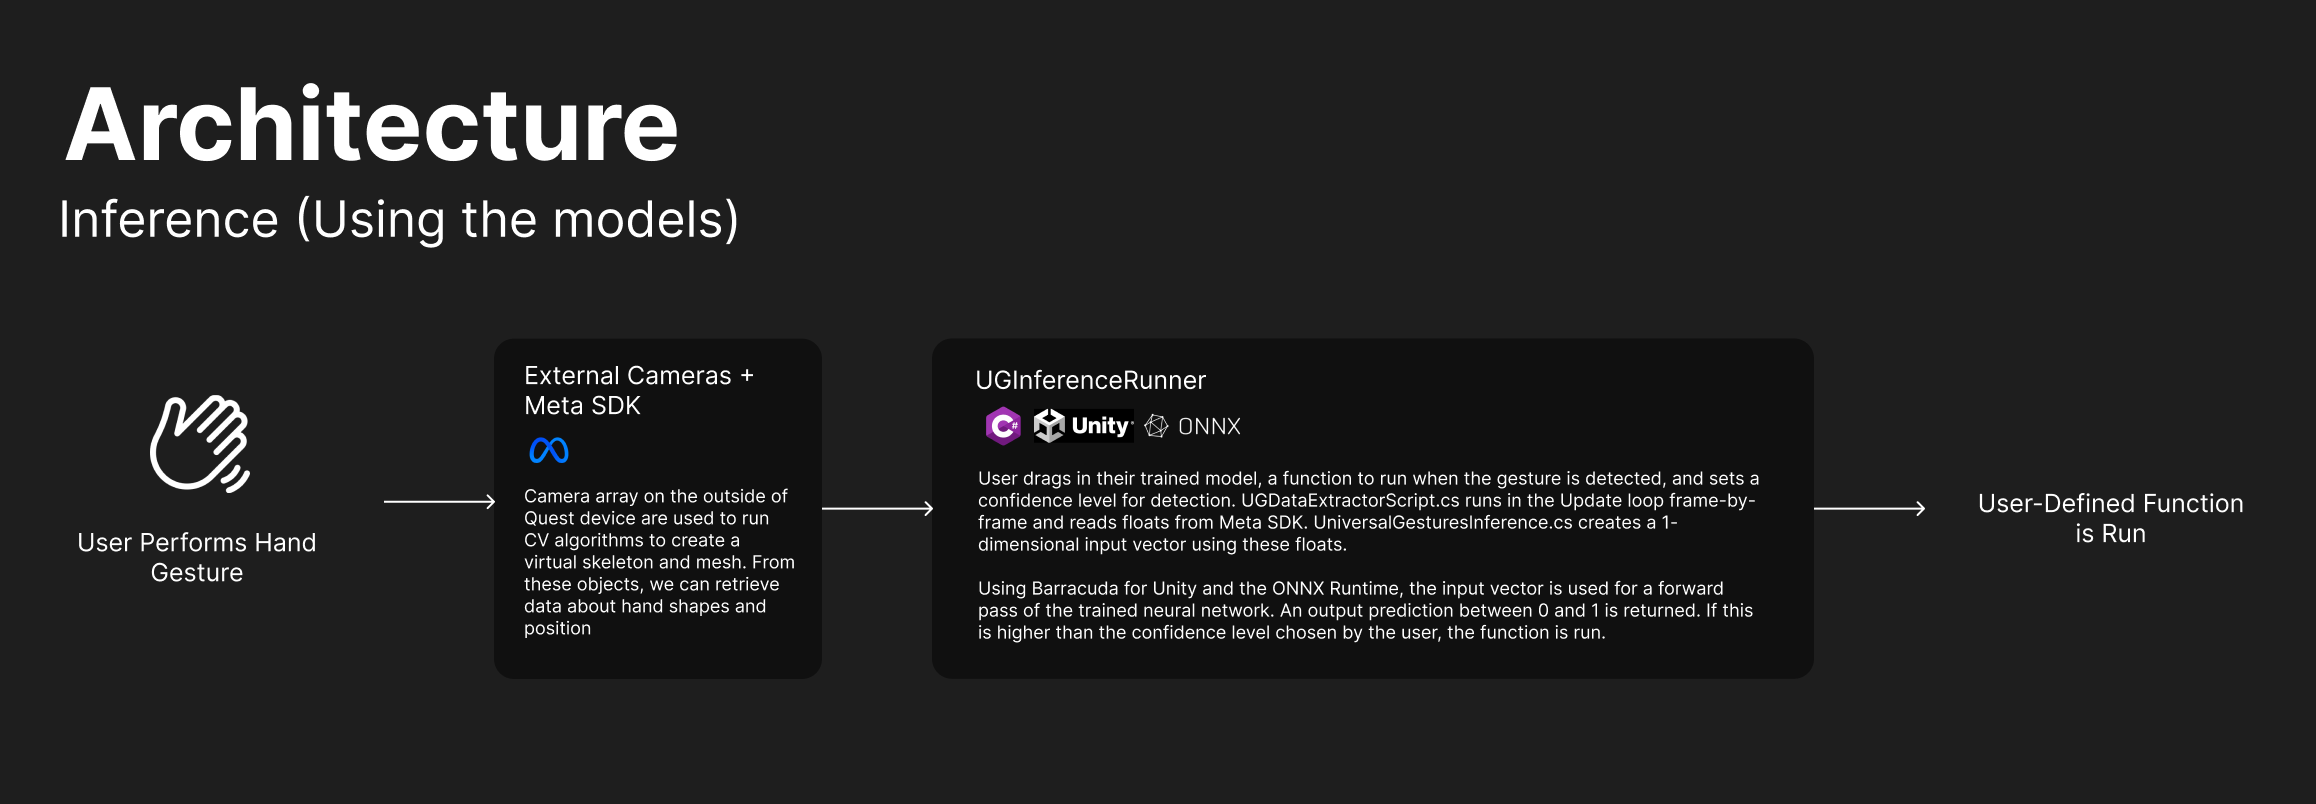 Architecture
Inference (Using the models)
User Performs Hand
Gesture
External Cameras +
Meta SDK
Camera array on the outside of
Quest device are used to run
CV algorithms to create a
virtual skeleton and mesh. From
these objects, we can retrieve
data about hand shapes and
position
UGInferenceRunner
C# Unity ONNX
User drags in their trained model, a function to run when the gesture is detected, and sets a
confidence level for detection. UGDataExtractorScript.cs runs in the Update loop frame-by-
frame and reads floats from Meta SDK. UniversalGesturesInference.cs creates a 1-
dimensional input vector using these floats.
Using Barracuda for Unity and the ONNX Runtime, the input vector is used for a forward
pass of the trained neural network. An output prediction between 0 and 1 is returned. If this
is higher than the confidence level chosen by the user, the function is run.
User-Defined Function
is Run